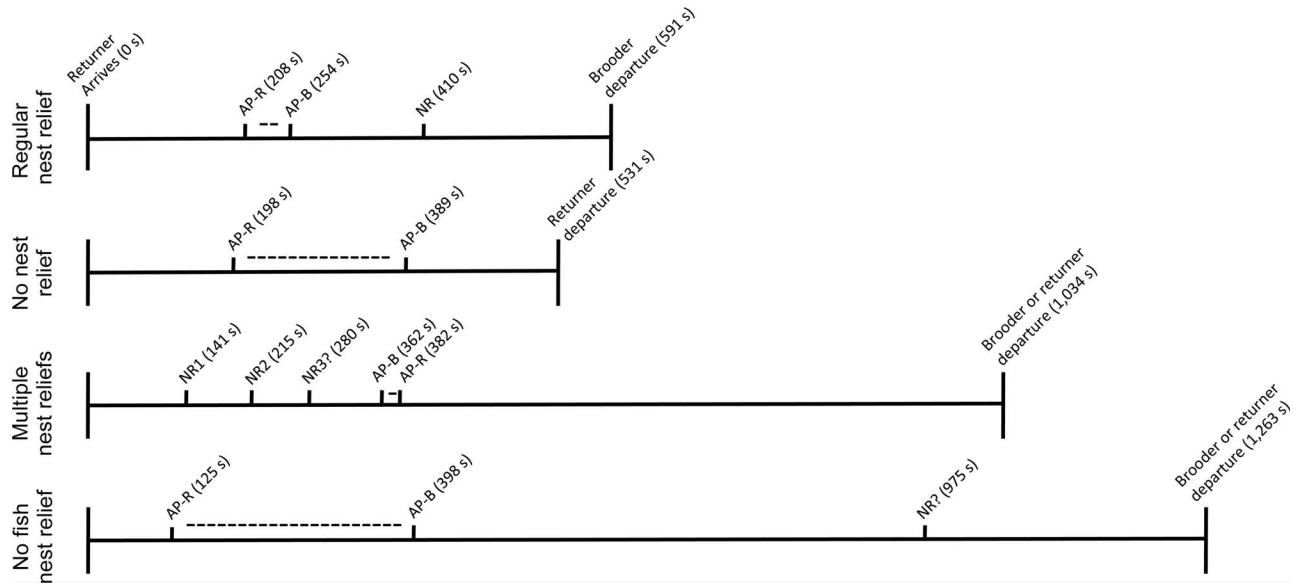 Regular
nest relief
Returner
Arrives (0 s)
AP-R (208 s)
AP-B (254 s)
NR (410 s)
Brooder
departure (591 s)
No nest
relief
AP-R (198 s)
AP-B (389 s)
Returner
departure (531 s)
Multiple
nest reliefs
NR1 (141 s)
NR2 (215 s)
NR3? (280 s)
AP-B (362 s)
AP-R (382 s)
Brooder or returner
departure (1,034 s)
No fish
nest relief
AP-R (125 s)
AP-B (398 s)
NR? (975 s)
Brooder or returner
departure (1,263 s)